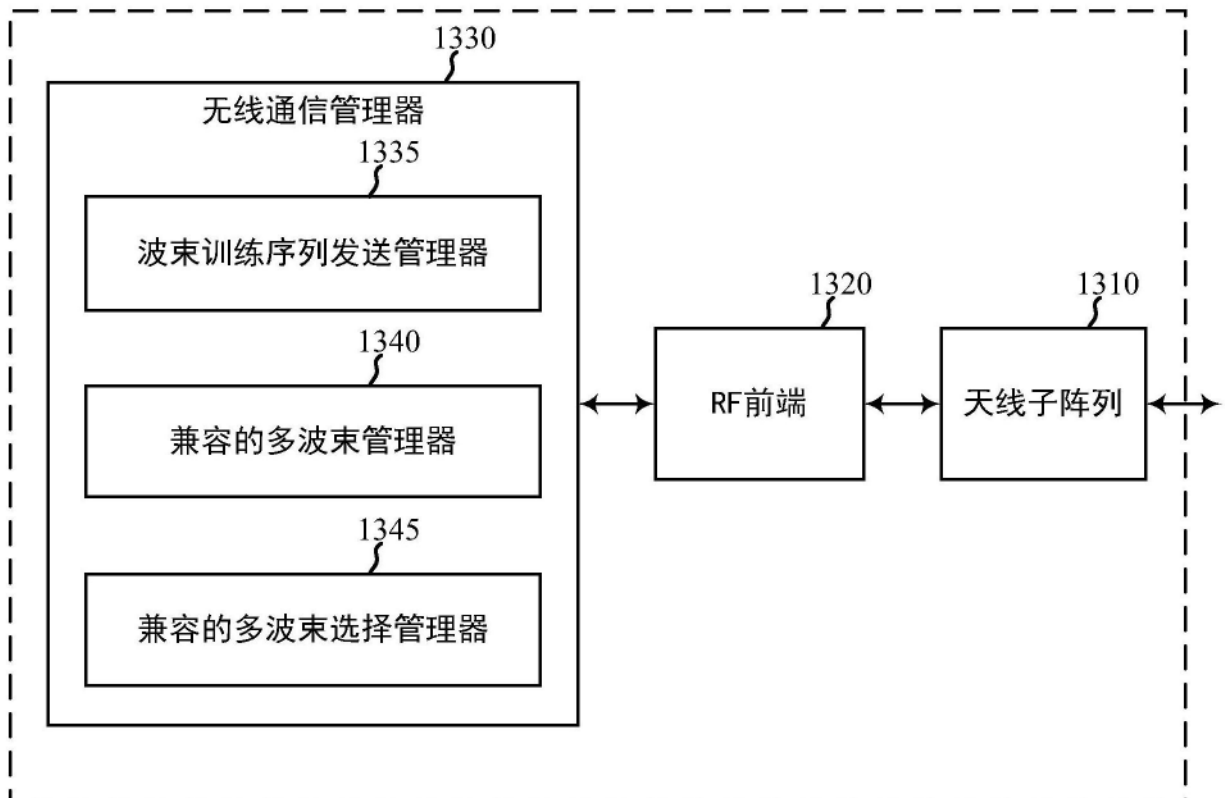 1330
无线通信管理器
1335
波束训练序列发送管理器
1320
1310
1340
RF前端
天线子阵列
兼容的多波束管理器
1345
兼容的多波束选择管理器